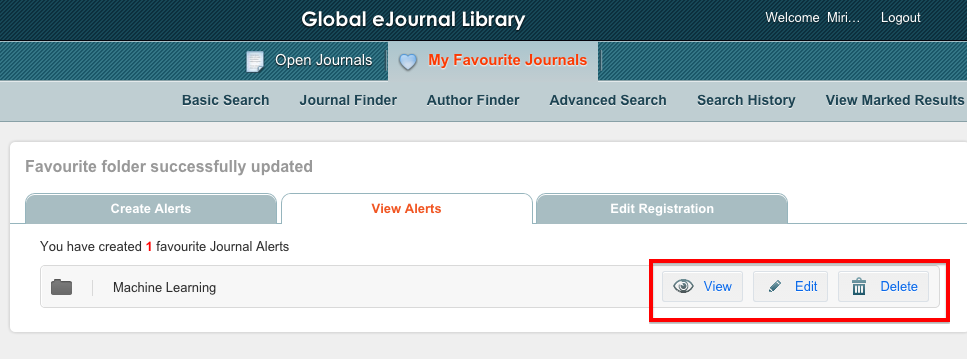 Global eJournal Library
Welcome Miri... Logout
Open Journals My Favourite Journals
Basic Search Journal Finder Author Finder Advanced Search Search History View Marked Results
Favourite folder successfully updated
Create Alerts View Alerts Edit Registration
You have created 1 favourite Journal Alerts
Machine Learning View Edit Delete